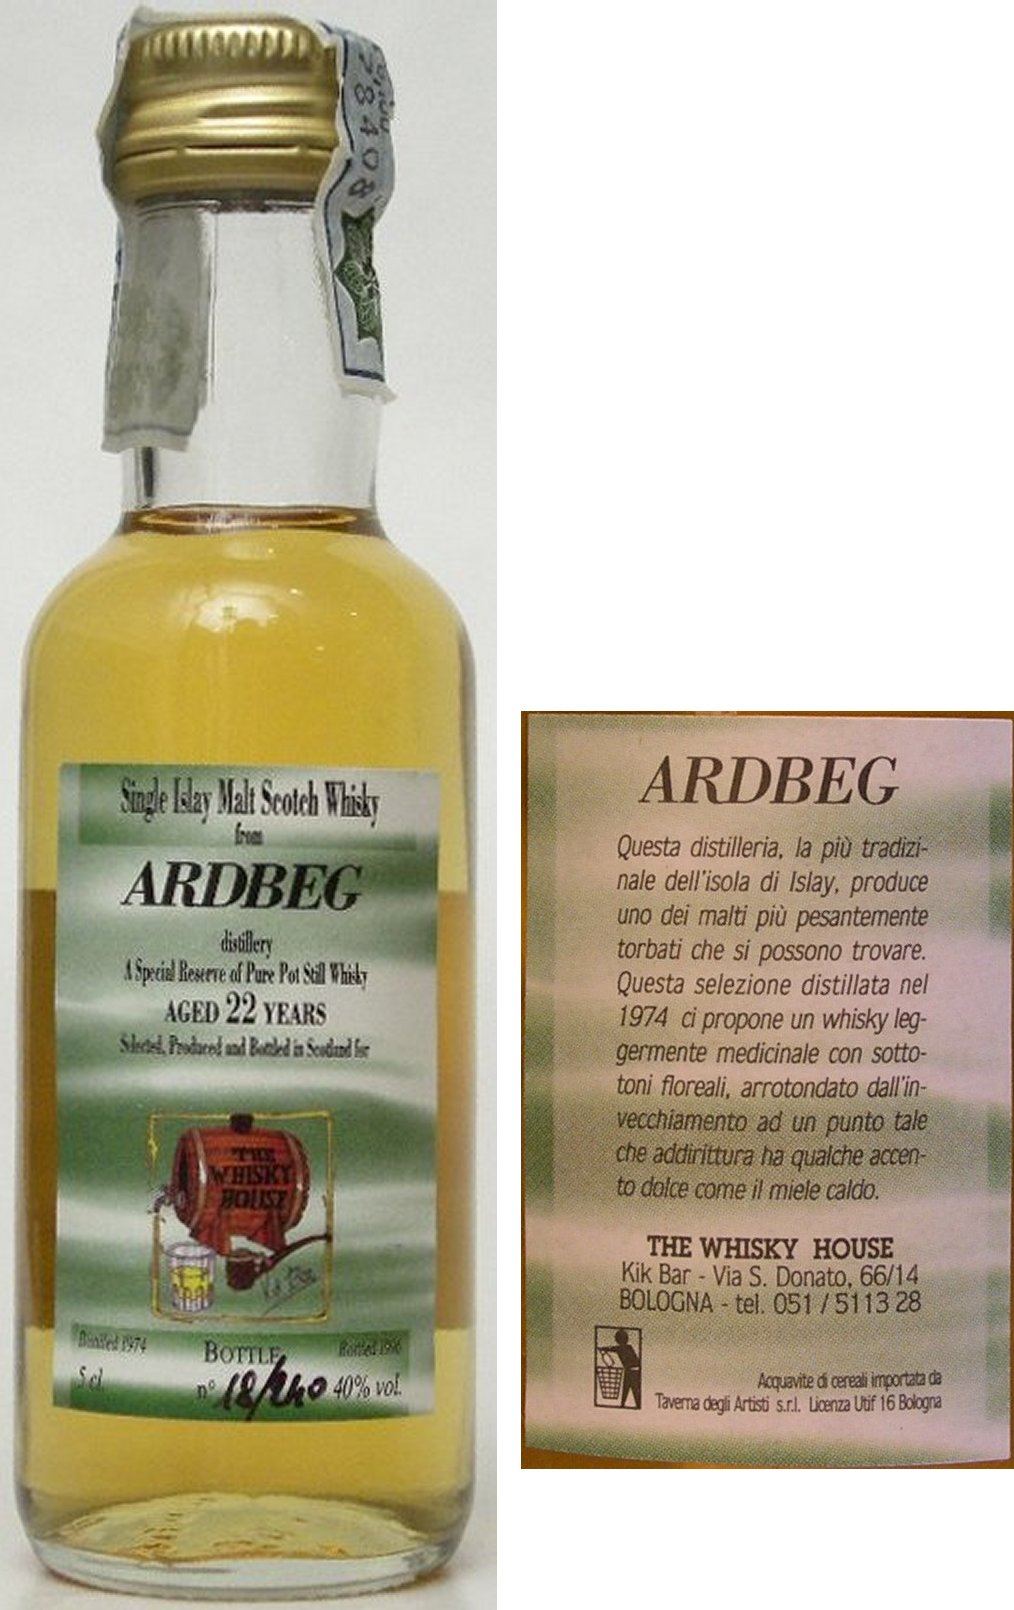 28408
Single Islay Malt Scotch Whisky
from
ARDBEG
distillery
A Special Reserve of Pure Pot Still Whisky
AGED 22 YEARS
Selected, Produced and Bottled in Scotland for
THE
WHISKY
HOUSE
Distilled 1974
BOTTLE
Bottled 1996
5 cl.
n° 12/240
40% vol.
ARDBEG
Questa distilleria, la più tradizi-
nale dell'isola di Islay, produce
uno dei malti più pesantemente
torbati che si possono trovare.
Questa selezione distillata nel
1974 ci propone un whisky leg-
germente medicinale con sotto-
toni floreali, arrotondato dall'in-
vecchiamento ad un punto tale
che addirittura ha qualche accen-
to dolce come il miele caldo.
THE WHISKY HOUSE
Kik Bar - Via S. Donato, 66/14
BOLOGNA - tel. 051 / 5113 28
Acquavite di cereali importata da
Taverna degli Artisti s.r.l. Licenza Utif 16 Bologna